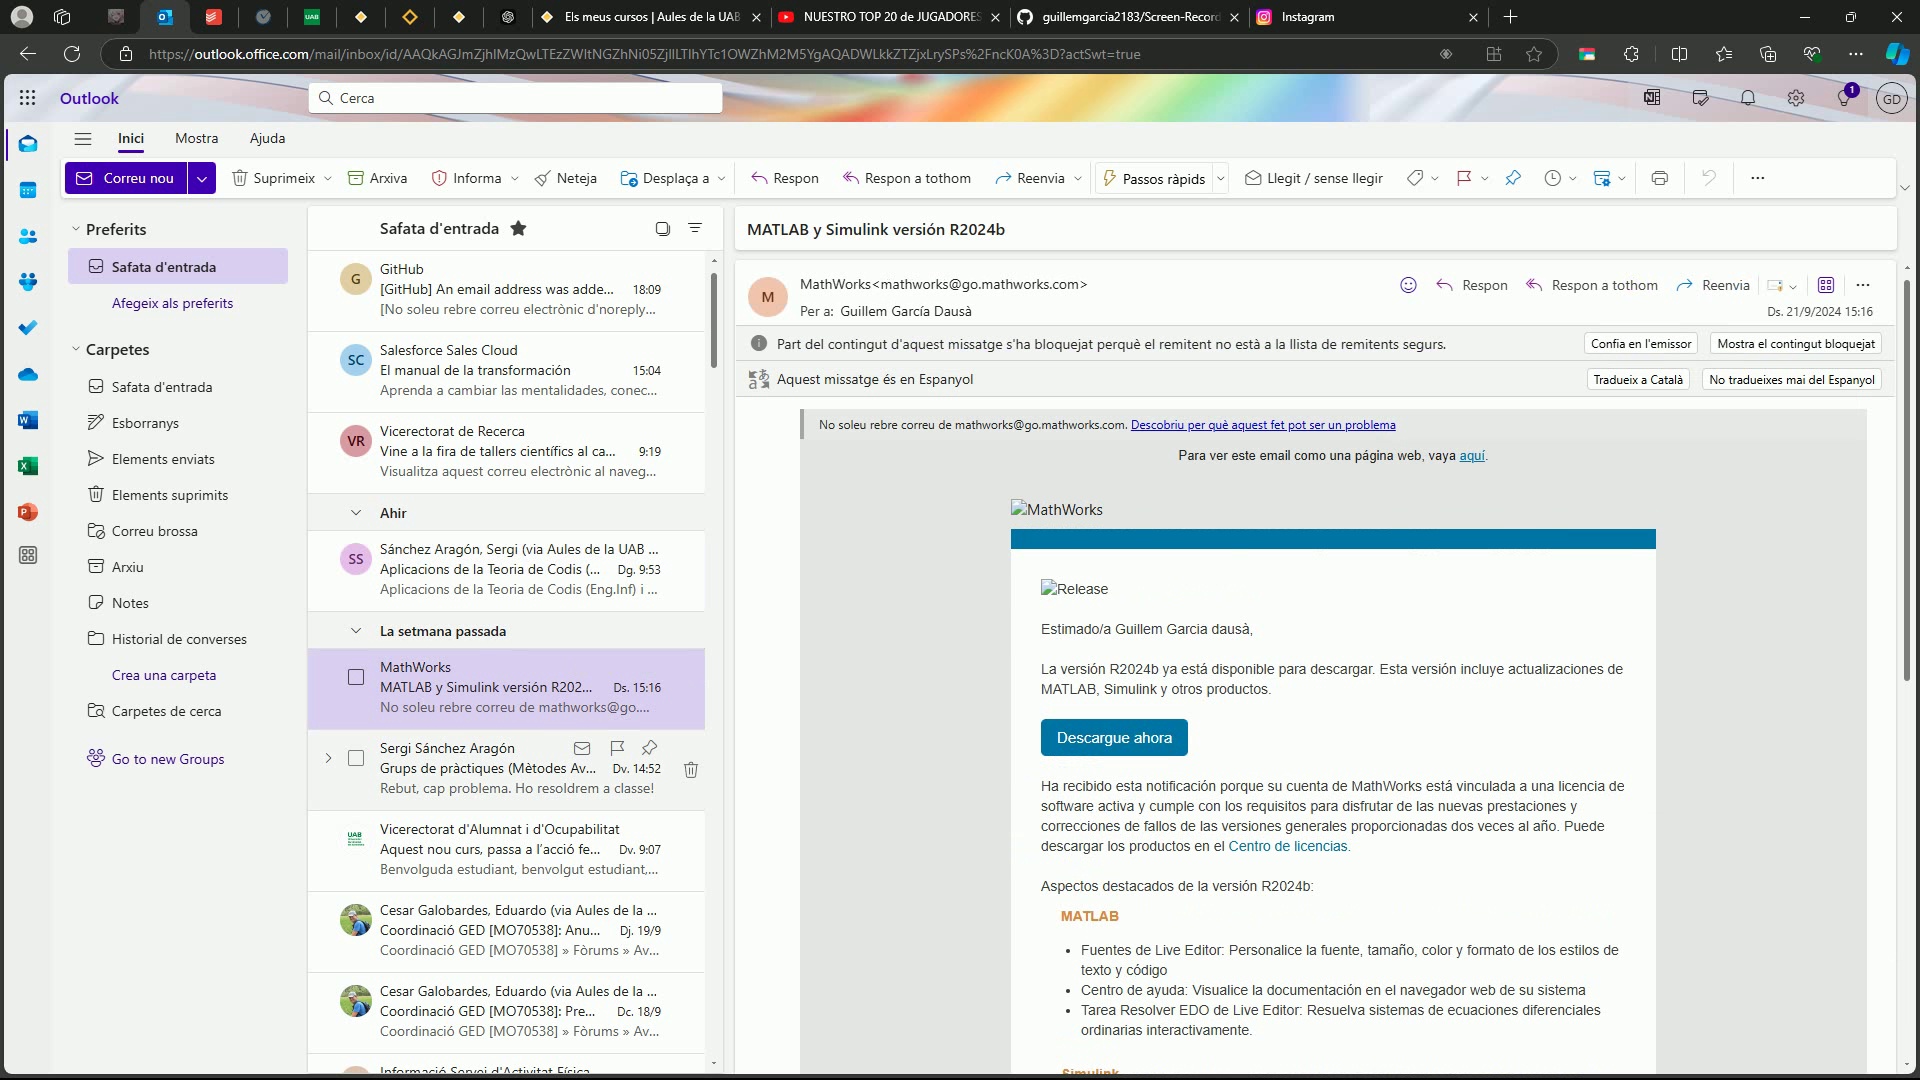 Els meus cursos | Aules de la UAB
NUESTRO TOP 20 de JUGADORES
guillemgarcia2183/Screen-Record
Instagram
Outlook
Cerca
1
GD
Inici
Mostra
Ajuda
Correu nou
Suprimeix
Arxiva
Informa
Neteja
Desplaça a
Respon
Respon a tothom
Reenvia
Passos ràpids
Llegit / sense llegir
Preferits
Safata d'entrada
Afegeix als preferits
Carpetes
Safata d'entrada
Esborranys
Elements enviats
Elements suprimits
Correu brossa
Arxiu
Notes
Historial de converses
Crea una carpeta
Carpetes de cerca
Go to new Groups
Safata d'entrada
G
GitHub
[GitHub] An email address was adde... 18:09
[No soleu rebre correu electrònic d'noreply...
SC
Salesforce Sales Cloud
El manual de la transformación 15:04
Aprenda a cambiar las mentalidades, conec...
VR
Vicerectorat de Recerca
Vine a la fira de tallers científics al ca... 9:19
Visualitza aquest correu electrònic al naveg...
Ahir
SS
Sánchez Aragón, Sergi (via Aules de la UAB ...
Aplicacions de la Teoria de Codis (... Dg. 9:53
Aplicacions de la Teoria de Codis (Eng.Inf) i ...
La setmana passada
MathWorks
MATLAB y Simulink versión R202... Ds. 15:16
No soleu rebre correu de mathworks@go....
Sergi Sánchez Aragón
Grups de pràctiques (Mètodes Av... Dv. 14:52
Rebut, cap problema. Ho resoldrem a classe!
UAB
Vicerectorat d'Alumnat i d'Ocupabilitat
Aquest nou curs, passa a l'acció fe... Dv. 9:07
Benvolguda estudiant, benvolgut estudiant,...
Cesar Galobardes, Eduardo (via Aules de la ...
Coordinació GED [MO70538]: Anu... Dj. 19/9
Coordinació GED [MO70538] » Fòrums » Av...
Cesar Galobardes, Eduardo (via Aules de la ...
Coordinació GED [MO70538]: Pre... Dc. 18/9
Coordinació GED [MO70538] » Fòrums » Av...
Informació Servei d'Activitat Física
MATLAB y Simulink versión R2024b
M
MathWorks<mathworks@go.mathworks.com>
Per a: Guillem García Dausà
Respon
Respon a tothom
Reenvia
Ds. 21/9/2024 15:16
Part del contingut d'aquest missatge s'ha bloquejat perquè el remitent no està a la llista de remitents segurs.
Confia en l'emissor
Mostra el contingut bloquejat
Aquest missatge és en Espanyol
Tradueix a Català
No tradueixes mai del Espanyol
No soleu rebre correu de mathworks@go.mathworks.com. Descobriu per què aquest fet pot ser un problema
Para ver este email como una página web, vaya aquí.
MathWorks
Release
Estimado/a Guillem Garcia dausà,
La versión R2024b ya está disponible para descargar. Esta versión incluye actualizaciones de
MATLAB, Simulink y otros productos.
Descargue ahora
Ha recibido esta notificación porque su cuenta de MathWorks está vinculada a una licencia de
software activa y cumple con los requisitos para disfrutar de las nuevas prestaciones y
correcciones de fallos de las versiones generales proporcionadas dos veces al año. Puede
descargar los productos en el Centro de licencias.
Aspectos destacados de la versión R2024b:
MATLAB
• Fuentes de Live Editor: Personalice la fuente, tamaño, color y formato de los estilos de
texto y código
• Centro de ayuda: Visualice la documentación en el navegador web de su sistema
• Tarea Resolver EDO de Live Editor: Resuelva sistemas de ecuaciones diferenciales
ordinarias interactivamente.
Simulink